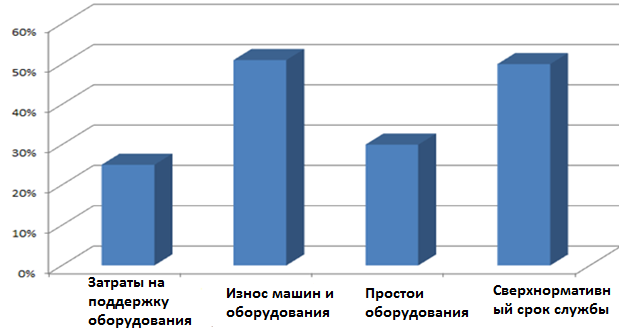 60%
50%
40%
30%
20%
10%
0%
Затраты на
поддержку
оборудования
Износ машин и
оборудования
Простои
оборудования
Сверхнормативн
ый срок службы